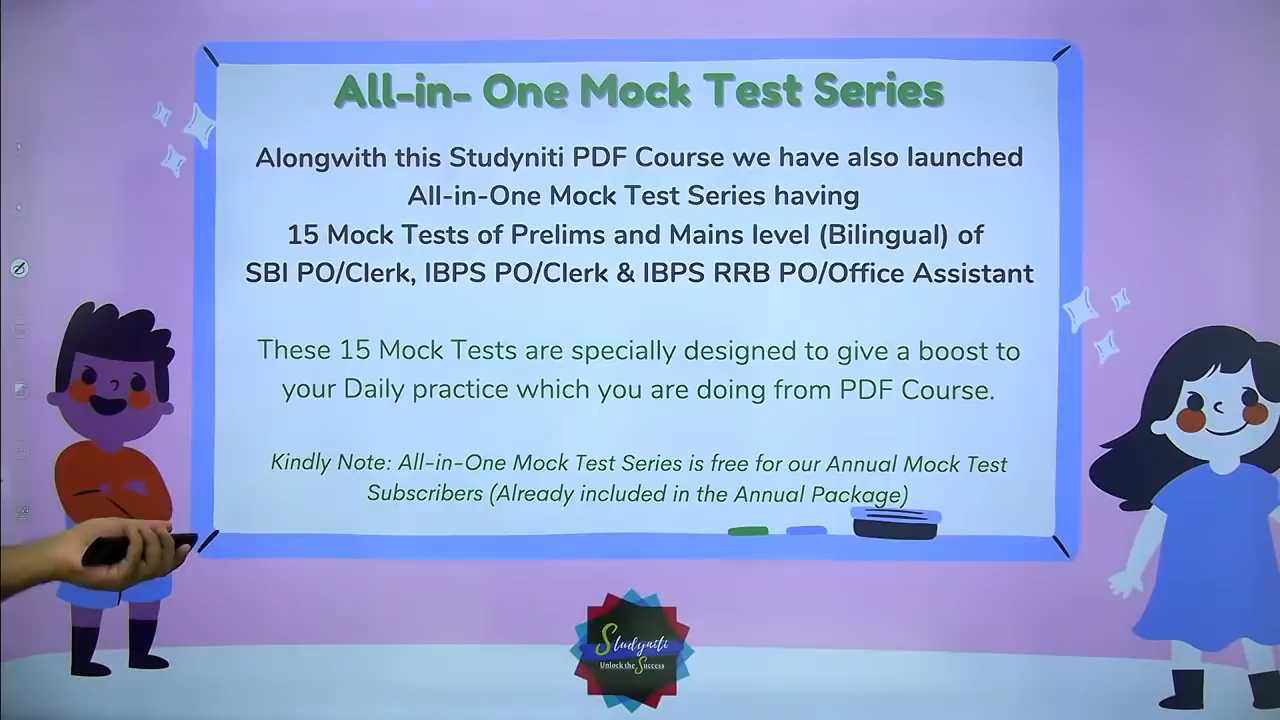 All-in- One Mock Test Series
Alongwith this Studyniti PDF Course we have also launched
All-in-One Mock Test Series having
15 Mock Tests of Prelims and Mains level (Bilingual) of
SBI PO/Clerk, IBPS PO/Clerk & IBPS RRB PO/Office Assistant
These 15 Mock Tests are specially designed to give a boost to
your Daily practice which you are doing from PDF Course.
Kindly Note: All-in-One Mock Test Series is free for our Annual Mock Test
Subscribers (Already included in the Annual Package)
Studyniti
Unlock the Success